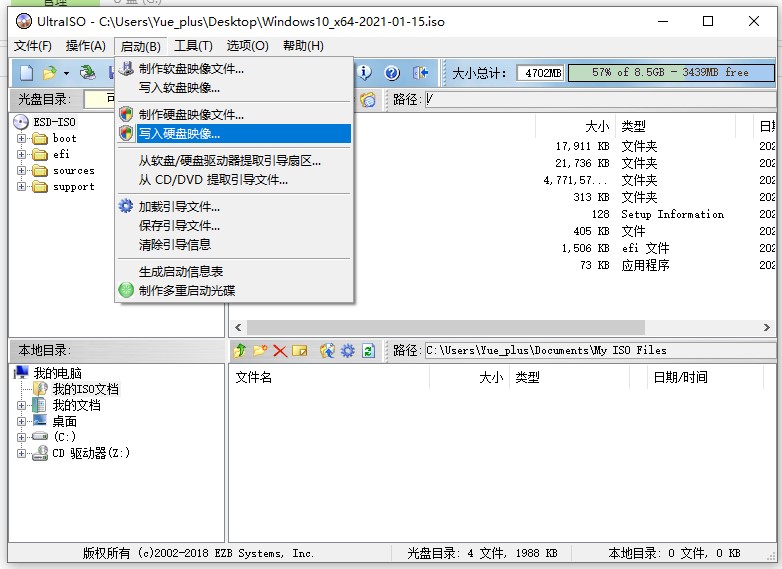 UltraISO - C:\Users\Yue_plus\Desktop\Windows10_x64-2021-01-15.iso
文件(F) 操作(A) 启动(B) 工具(T) 选项(O) 帮助(H)
大小总计: 4702MB 57% of 8.5GB - 3439MB free
制作软盘映像文件...
写入软盘映像...
制作硬盘映像文件...
写入硬盘映像...
从软盘/硬盘驱动器提取引导扇区...
从 CD/DVD 提取引导文件...
加载引导文件...
保存引导文件...
清除引导信息
生成启动信息表
制作多重启动光碟
光盘目录: 路径: /
ESD-ISO
boot
efi
sources
support
大小 类型
17,911 KB 文件夹
21,736 KB 文件夹
4,771,57... 文件夹
313 KB 文件夹
128 Setup Information
405 KB 文件
1,506 KB efi 文件
73 KB 应用程序
本地目录: 路径: C:\Users\Yue_plus\Documents\My ISO Files
我的电脑
我的ISO文档
我的文档
桌面
(C:)
CD 驱动器(Z:)
文件名 大小 类型 日期/时间
版权所有 (c)2002-2018 EZB Systems, Inc. 光盘目录: 4 文件, 1988 KB 本地目录: 0 文件, 0 KB